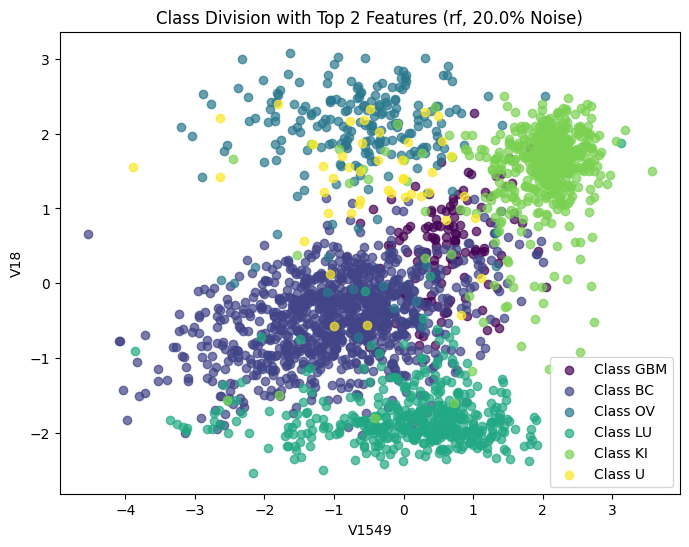 Class Division with Top 2 Features (rf, 20.0% Noise)
3
2
1
0
−1
−2
V18
Class GBM
Class BC
Class OV
Class LU
Class KI
Class U
−4 −3 −2 −1 0 1 2 3
V1549